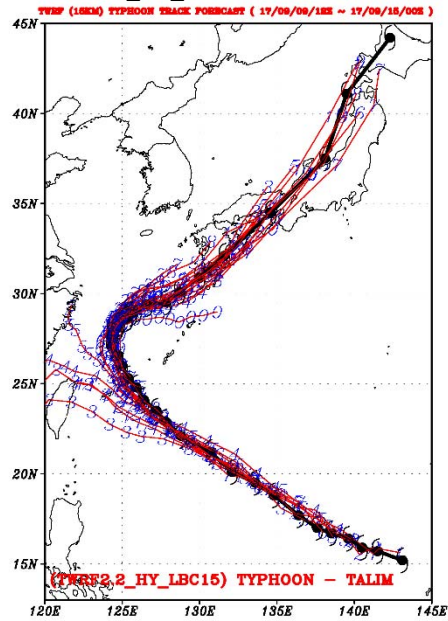 TWRF (15KM) TYPHOON TRACK FORECAST ( 17/09/09/12Z ~ 17/09/15/00Z )
45N
40N
35N
30N
25N
20N
15N
(TWRF2.2_HY_LBC15) TYPHOON - TALIM
120E 125E 130E 135E 140E 145E